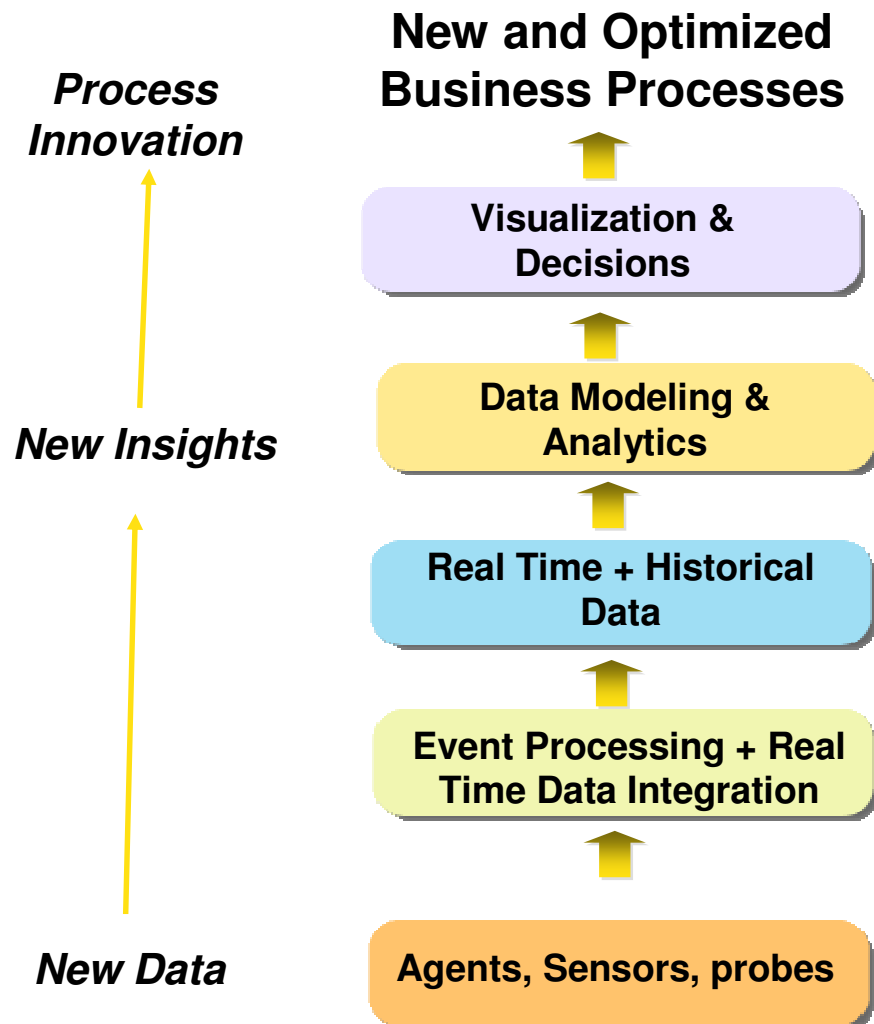 New and Optimized
Business Processes
Process
Innovation
Visualization &
Decisions
Data Modeling &
Analytics
New Insights
Real Time + Historical
Data
Event Processing + Real
Time Data Integration
New Data
Agents, Sensors, probes